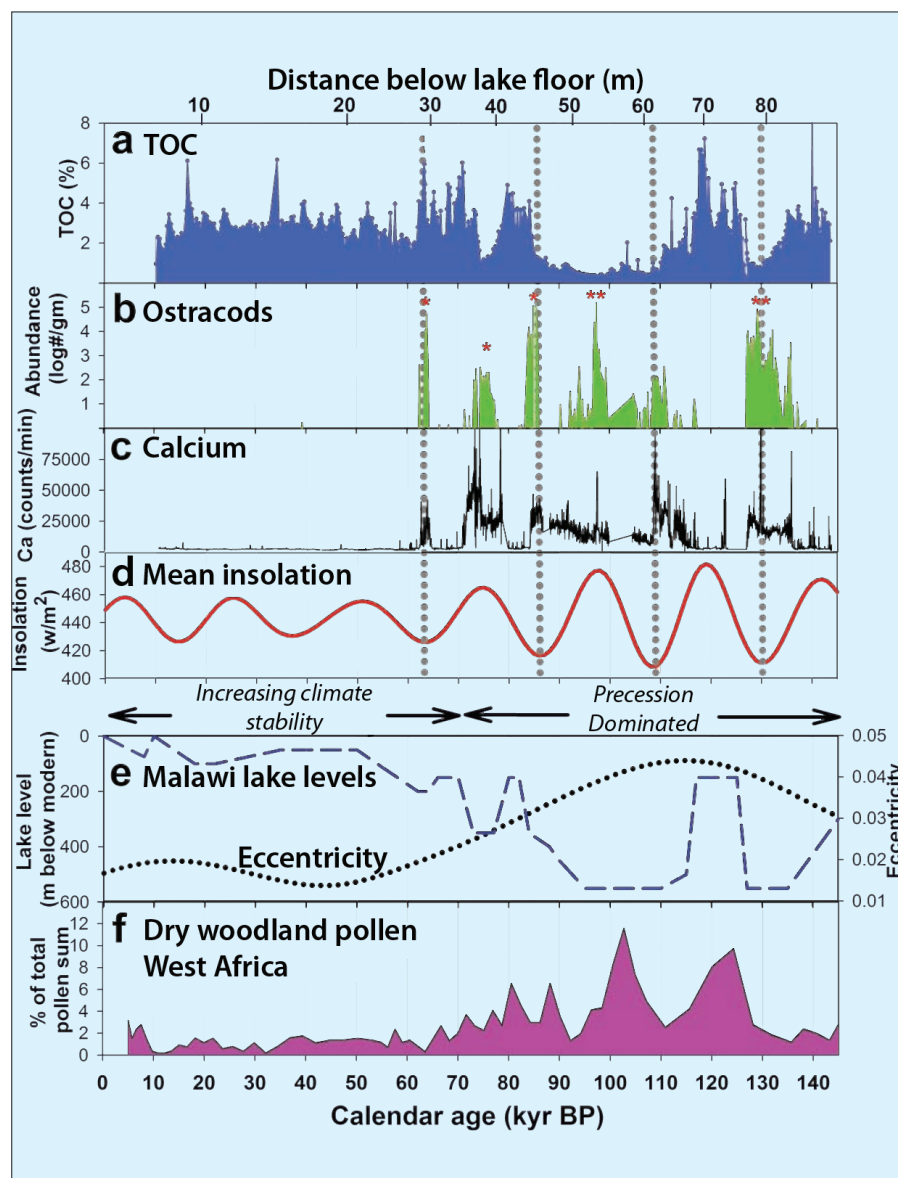 Distance below lake floor (m)
10 20 30 40 50 60 70 80
a TOC
TOC (%)
8
6
4
2
b Ostracods
Abundance
(log#/gm)
5
4
3
2
1
* * * ** **
c Calcium
Ca (counts/min)
75000
50000
25000
0
d Mean insolation
Insolation
(w/m²)
480
460
440
420
400
Increasing climate
stability
Precession
Dominated
e Malawi lake levels
Lake level
(m below modern)
0
200
400
600
Eccentricity
0.05
0.04
0.03
0.02
0.01
Eccentricity
f Dry woodland pollen
West Africa
% of total
pollen sum
12
10
8
6
4
2
0
0 10 20 30 40 50 60 70 80 90 100 110 120 130 140
Calendar age (kyr BP)